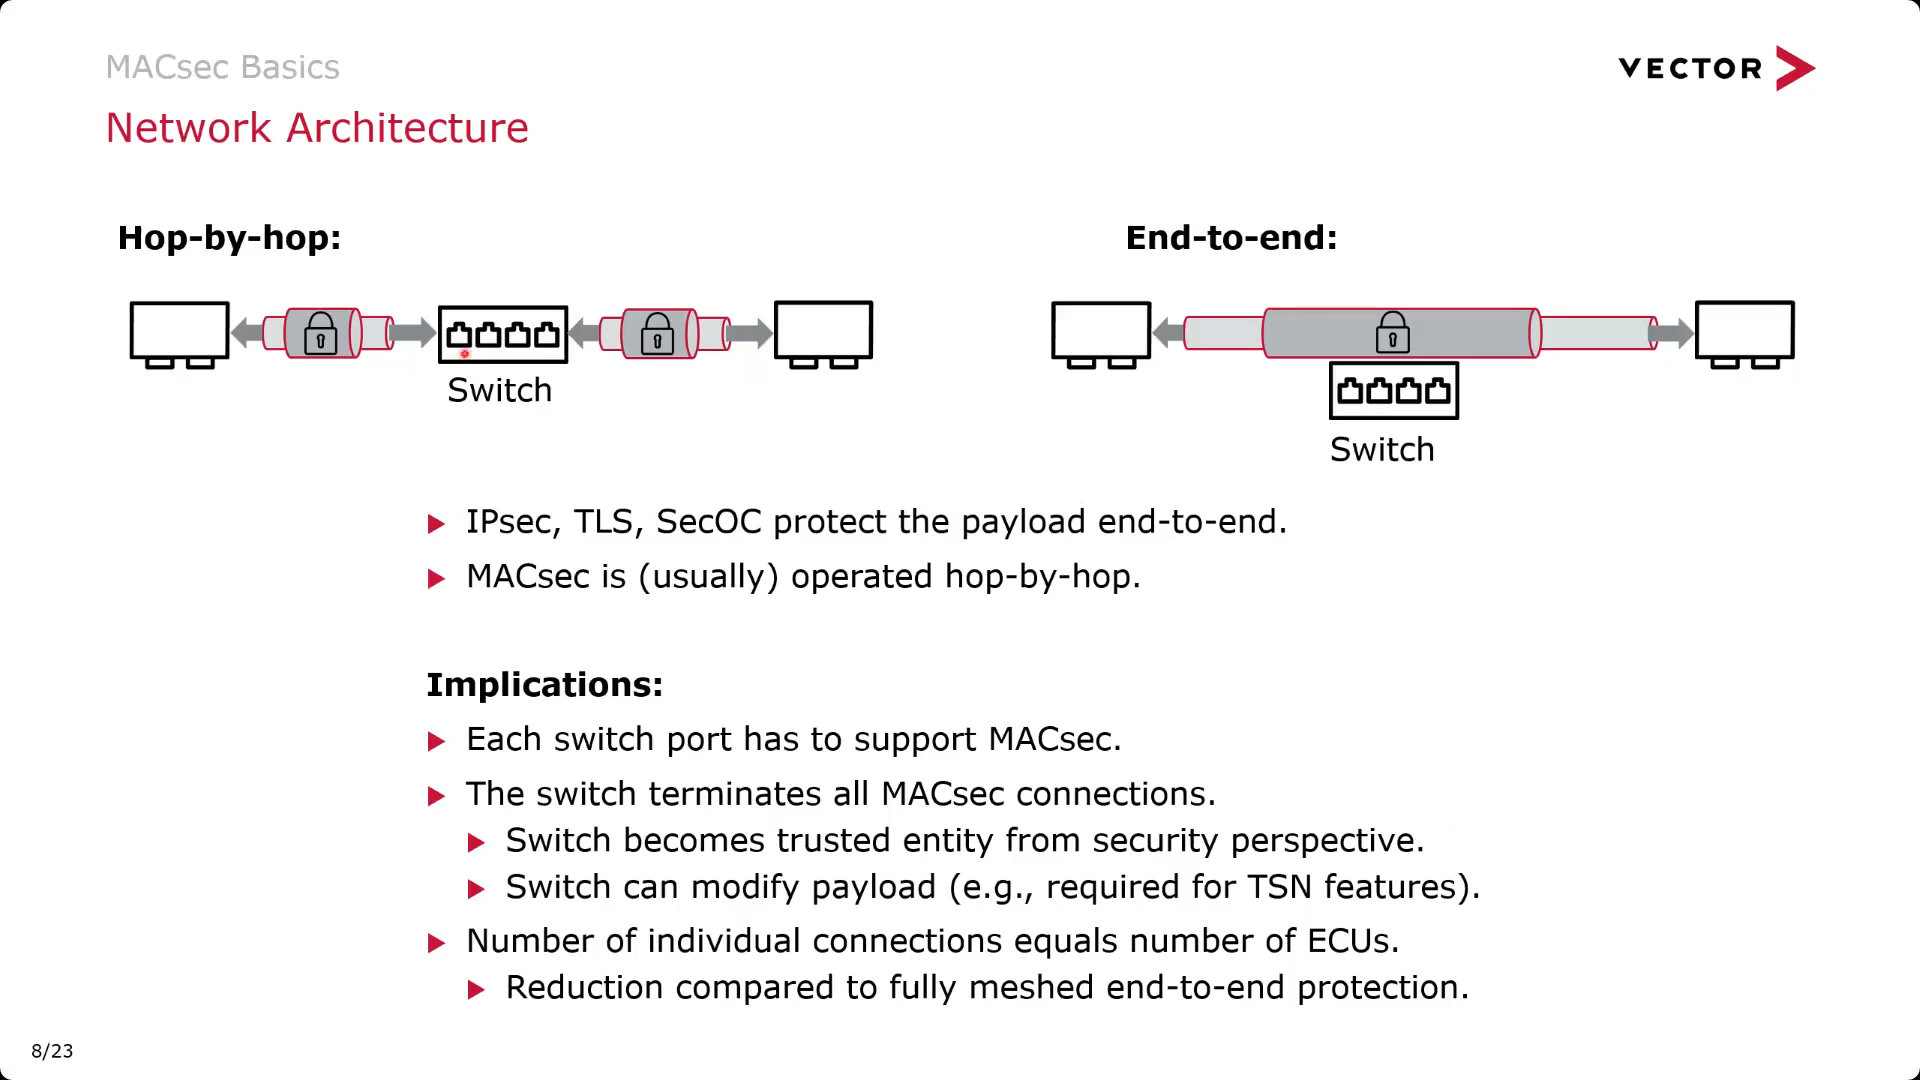 MACsec Basics
VECTOR
Network Architecture
Hop-by-hop:
End-to-end:
Switch
Switch
IPsec, TLS, SecOC protect the payload end-to-end.
MACsec is (usually) operated hop-by-hop.
Implications:
Each switch port has to support MACsec.
The switch terminates all MACsec connections.
Switch becomes trusted entity from security perspective.
Switch can modify payload (e.g., required for TSN features).
Number of individual connections equals number of ECUs.
Reduction compared to fully meshed end-to-end protection.
8/23